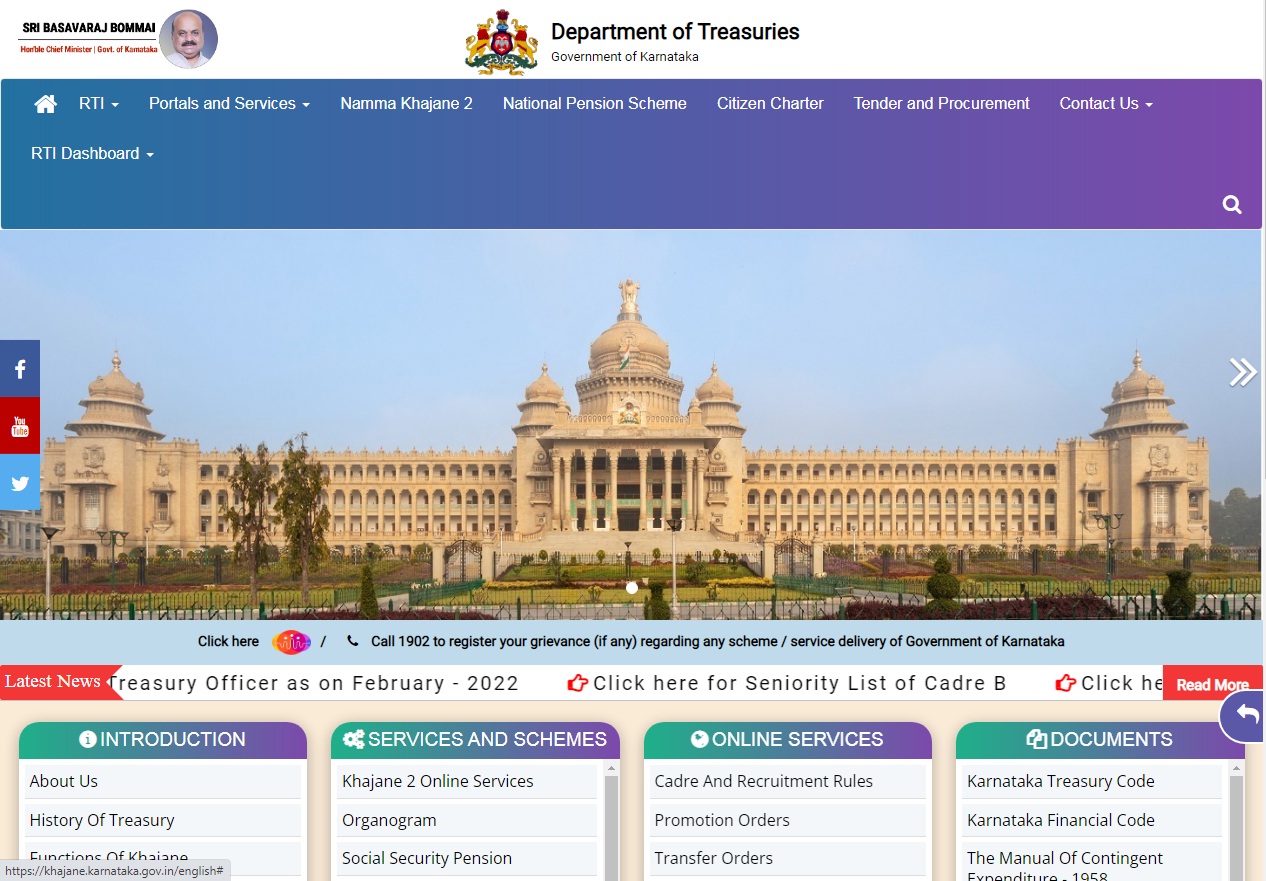 SRI BASAVARAJ BOMMAI
Hon'ble Chief Minister | Govt. of Karnataka
Department of Treasuries
Government of Karnataka
RTI
Portals and Services
Namma Khajane 2
National Pension Scheme
Citizen Charter
Tender and Procurement
Contact Us
RTI Dashboard
You
Tube
Click here / Call 1902 to register your grievance (if any) regarding any scheme / service delivery of Government of Karnataka
Latest News
Treasury Officer as on February - 2022
Click here for Seniority List of Cadre B
Click he
Read More
INTRODUCTION
About Us
History Of Treasury
Functions Of Khajane
SERVICES AND SCHEMES
Khajane 2 Online Services
Organogram
Social Security Pension
ONLINE SERVICES
Cadre And Recruitment Rules
Promotion Orders
Transfer Orders
DOCUMENTS
Karnataka Treasury Code
Karnataka Financial Code
The Manual Of Contingent
Expenditure - 1958
https://khajane.karnataka.gov.in/english#